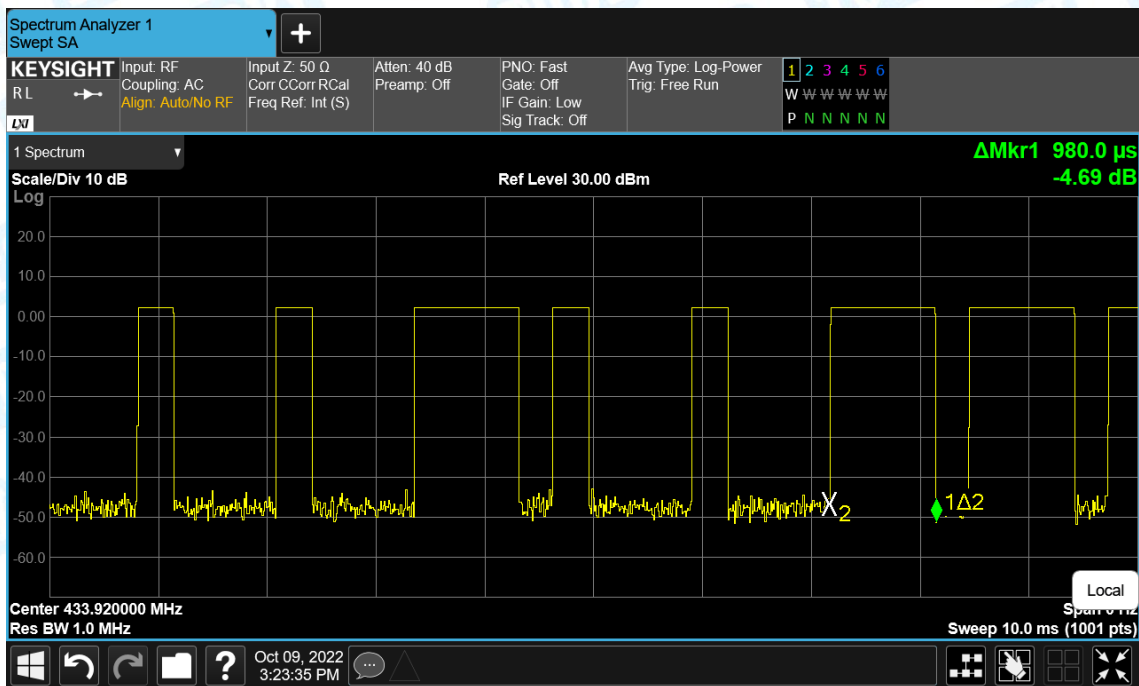 Spectrum Analyzer 1
Swept SA
▼
+
KEYSIGHT
RL
LXI
Input: RF
Coupling: AC
Align: Auto/No RF
Input Z: 50 Ω
Corr CCorr RCal
Freq Ref: Int (S)
Atten: 40 dB
Preamp: Off
PNO: Fast
Gate: Off
IF Gain: Low
Sig Track: Off
Avg Type: Log-Power
Trig: Free Run
1 2 3 4 5 6
W W W W W W
P N N N N N
1 Spectrum ▼
ΔMkr1 980.0 µs
-4.69 dB
Scale/Div 10 dB
Ref Level 30.00 dBm
Log
20.0
10.0
0.00
-10.0
-20.0
-30.0
-40.0
-50.0
-60.0
X2
1Δ2
Local
Center 433.920000 MHz
Res BW 1.0 MHz
Sweep 10.0 ms (1001 pts)
?
Oct 09, 2022
3:23:35 PM